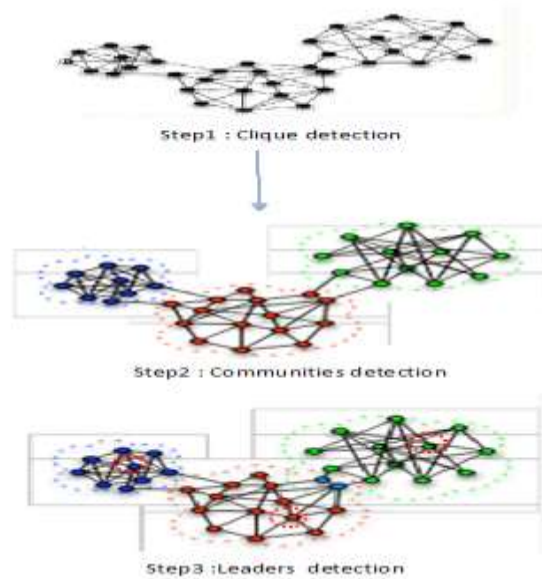 Step1 : Clique detection
Step2 : Communities detection
Step3 :Leaders detection